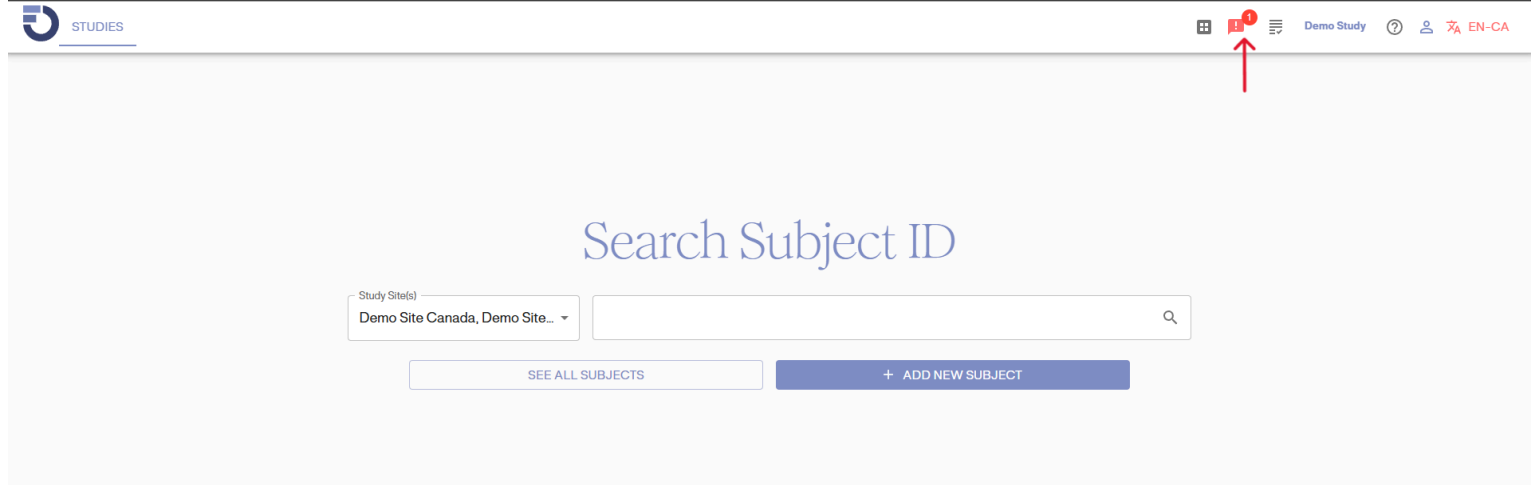 STUDIES
1
Demo Study
EN-CA
Search Subject ID
Study Site(s)
Demo Site Canada, Demo Site...
SEE ALL SUBJECTS
+ ADD NEW SUBJECT